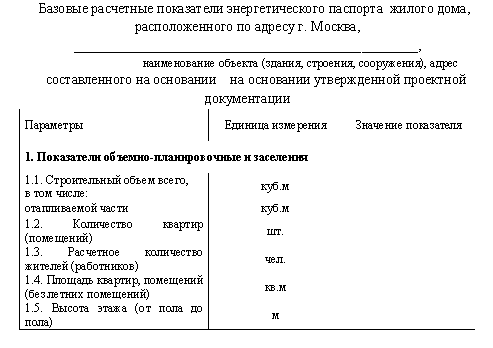 Базовые расчетные показатели энергетического паспорта жилого дома,
расположенного по адресу г. Москва,
____________________________________________________,
наименование объекта (здания, строения, сооружения), адрес
составленного на основании на основании утвержденной проектной
документации
Параметры Единица измерения Значение показателя
1. Показатели объемно-планировочные и заселения
1.1. Строительный объем всего,
в том числе: куб.м
отапливаемой части куб.м
1.2. Количество квартир
(помещений) шт.
1.3. Расчетное количество
жителей (работников) чел.
1.4. Площадь квартир, помещений
(без летних помещений) кв.м
1.5. Высота этажа (от пола до
пола) м